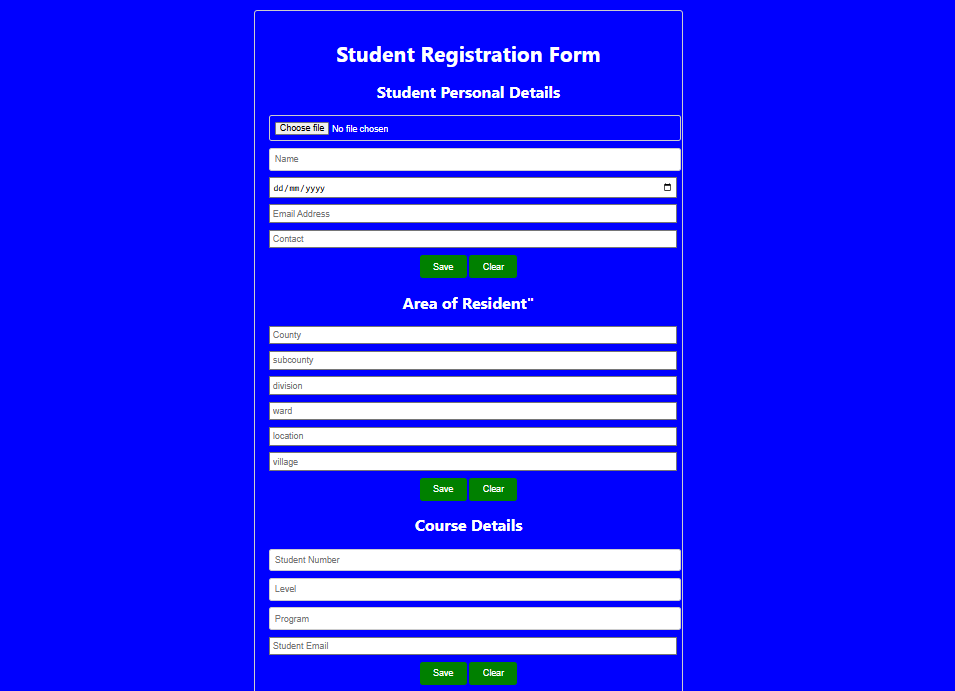 Student Registration Form
Student Personal Details
Choose file No file chosen
Name
dd/mm/yyyy
Email Address
Contact
Save Clear
Area of Resident"
County
subcounty
division
ward
location
village
Save Clear
Course Details
Student Number
Level
Program
Student Email
Save Clear